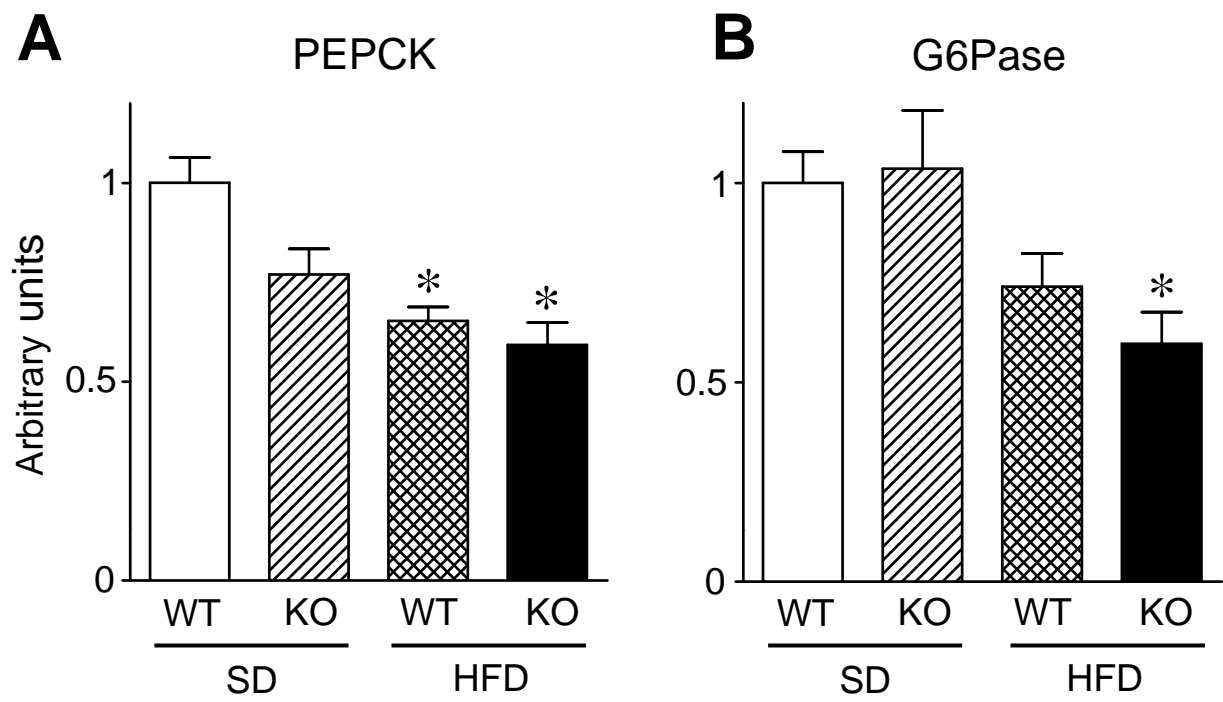 A
PEPCK
Arbitrary units
1
0.5
0
*
*
WT KO WT KO
SD HFD
B
G6Pase
1
0.5
0
*
WT KO WT KO
SD HFD